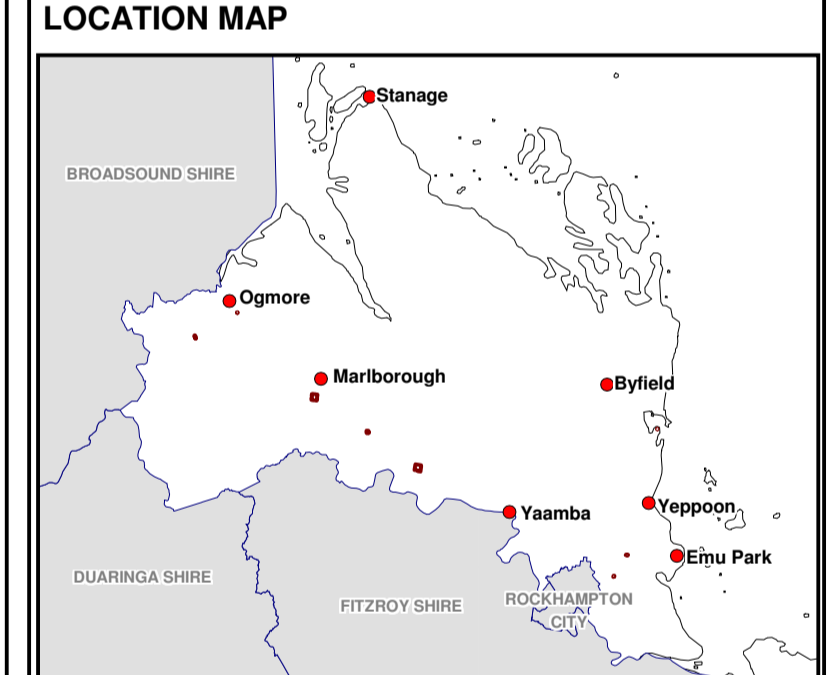 LOCATION MAP
Stanage
BROADSOUND SHIRE
Ogmore
Marlborough
Byfield
Yeppoon
Yaamba
Emu Park
DUARINGA SHIRE
FITZROY SHIRE
ROCKHAMPTON
CITY